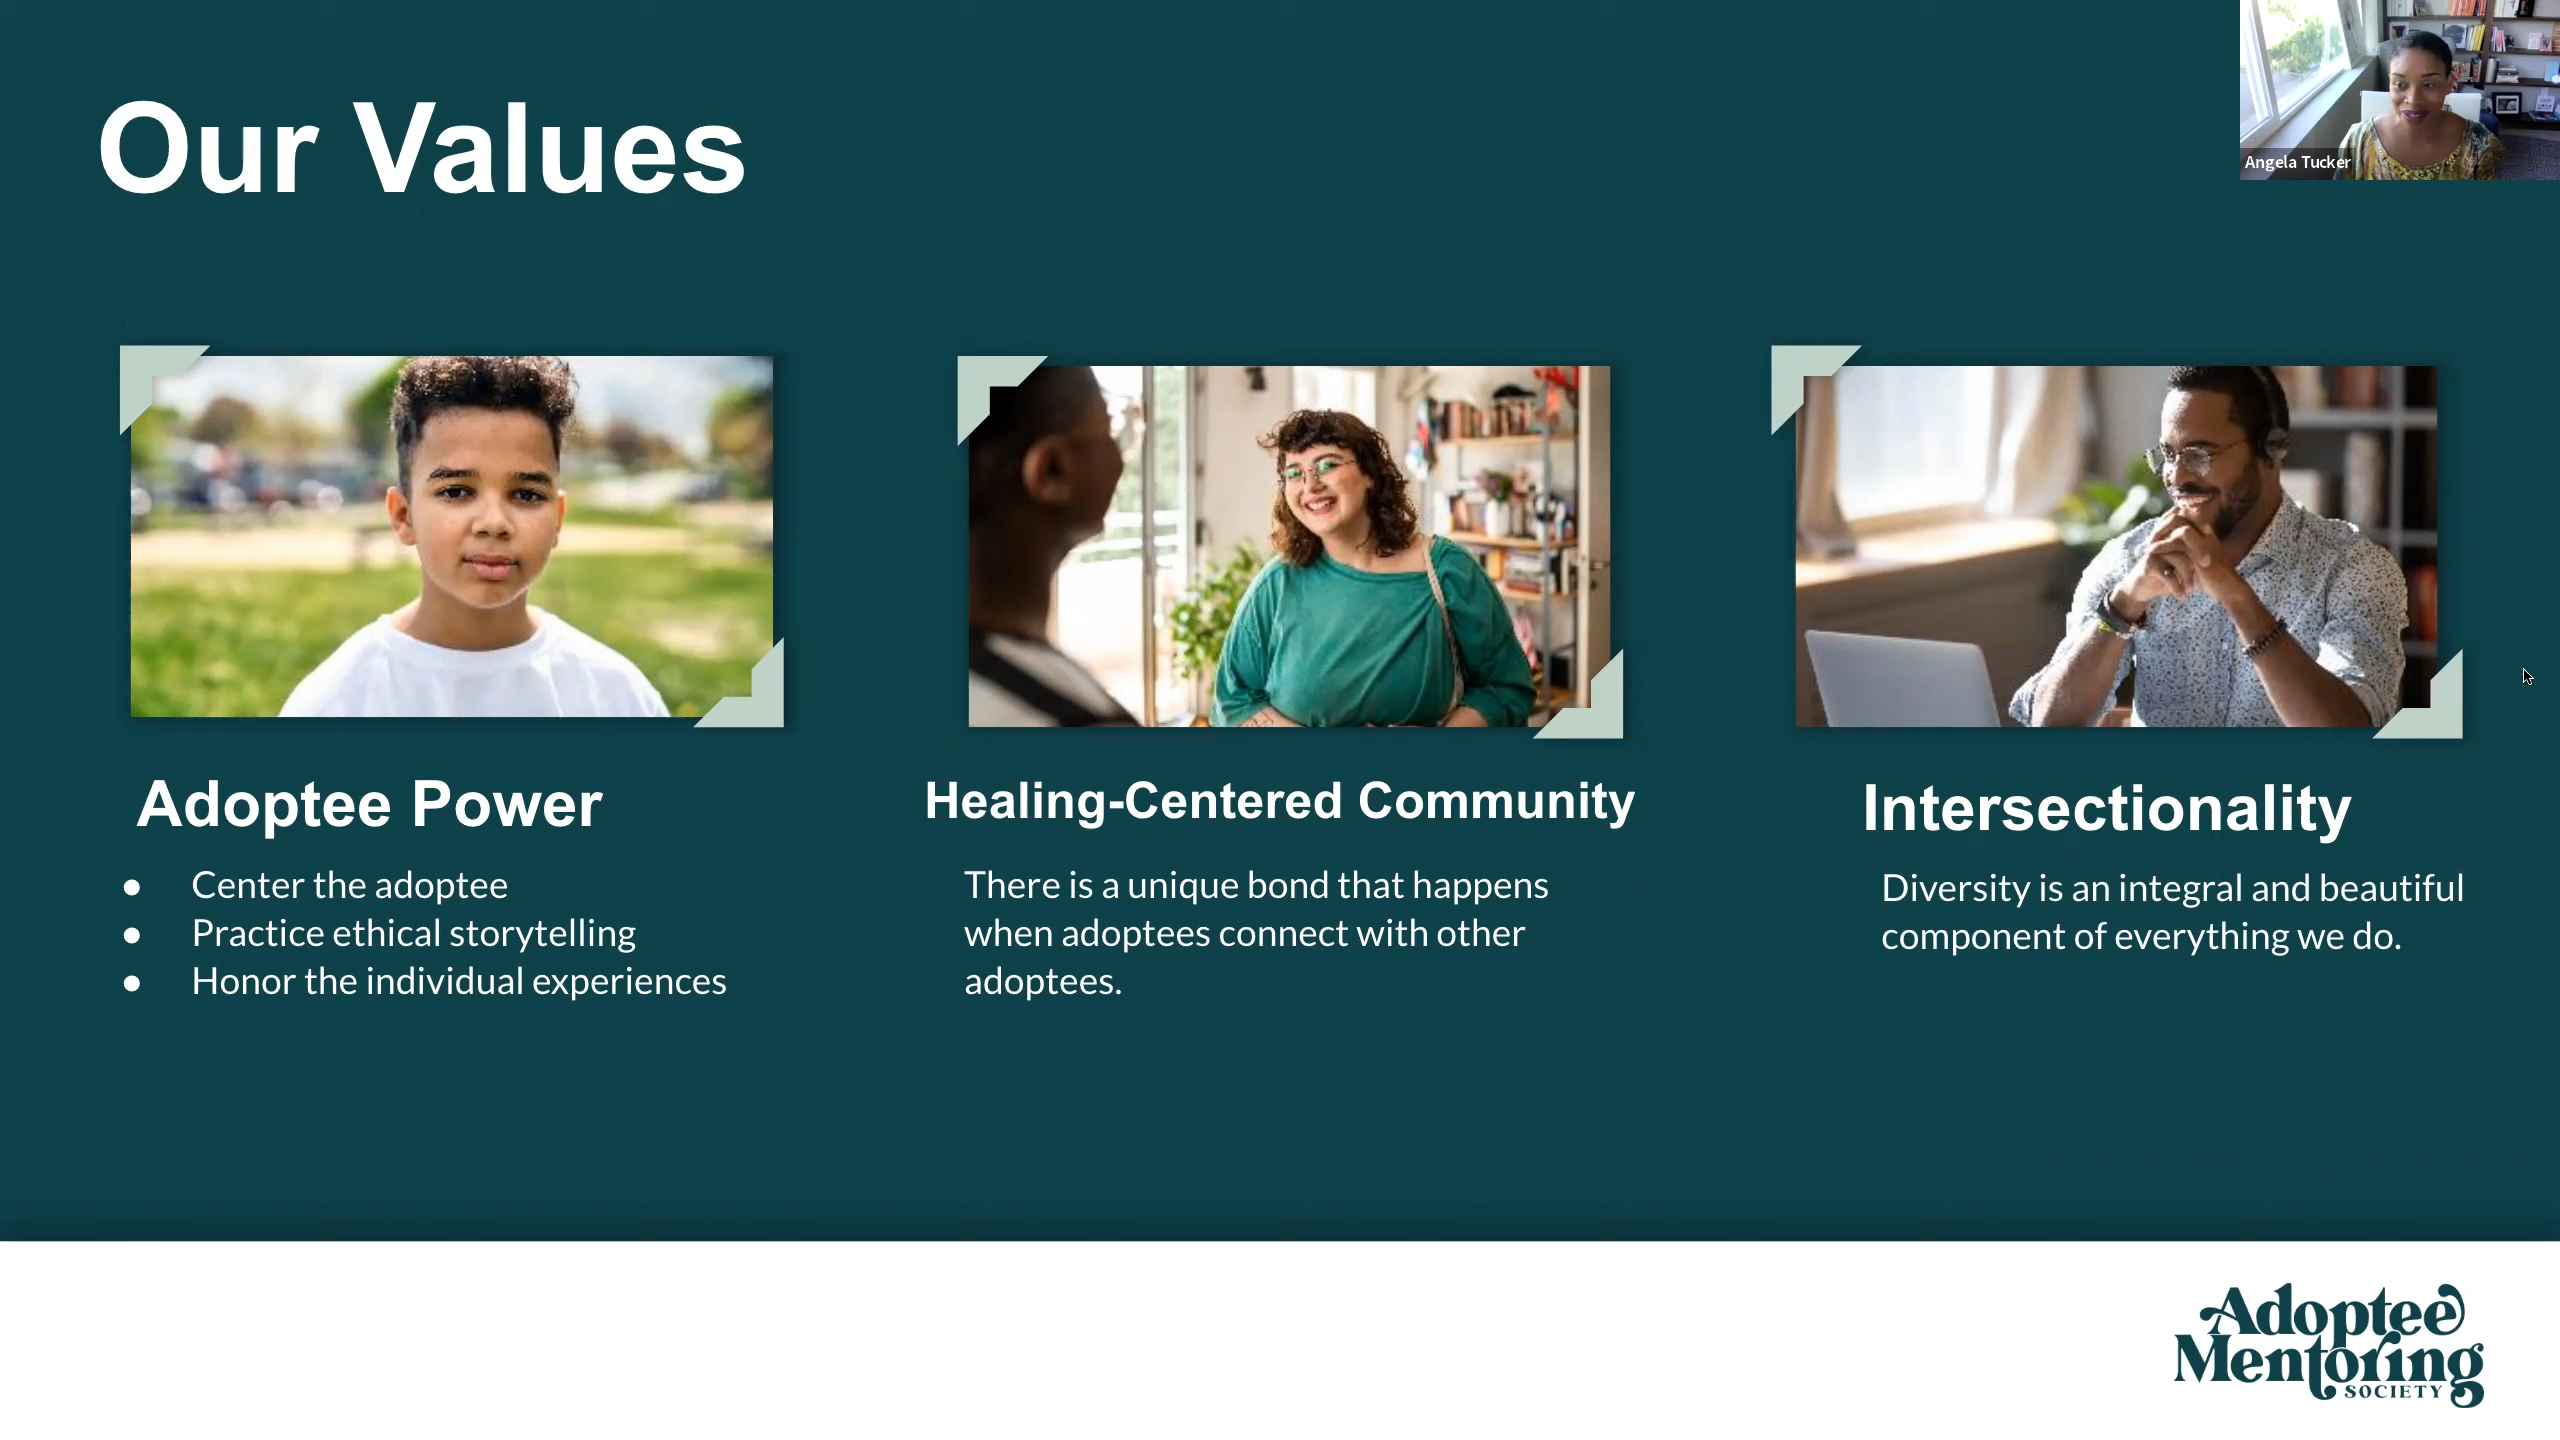 Our Values
Angela Tucker
Adoptee Power
● Center the adoptee
● Practice ethical storytelling
● Honor the individual experiences
Healing-Centered Community
There is a unique bond that happens
when adoptees connect with other
adoptees.
Intersectionality
Diversity is an integral and beautiful
component of everything we do.
Adoptee
Mentoring
SOCIETY